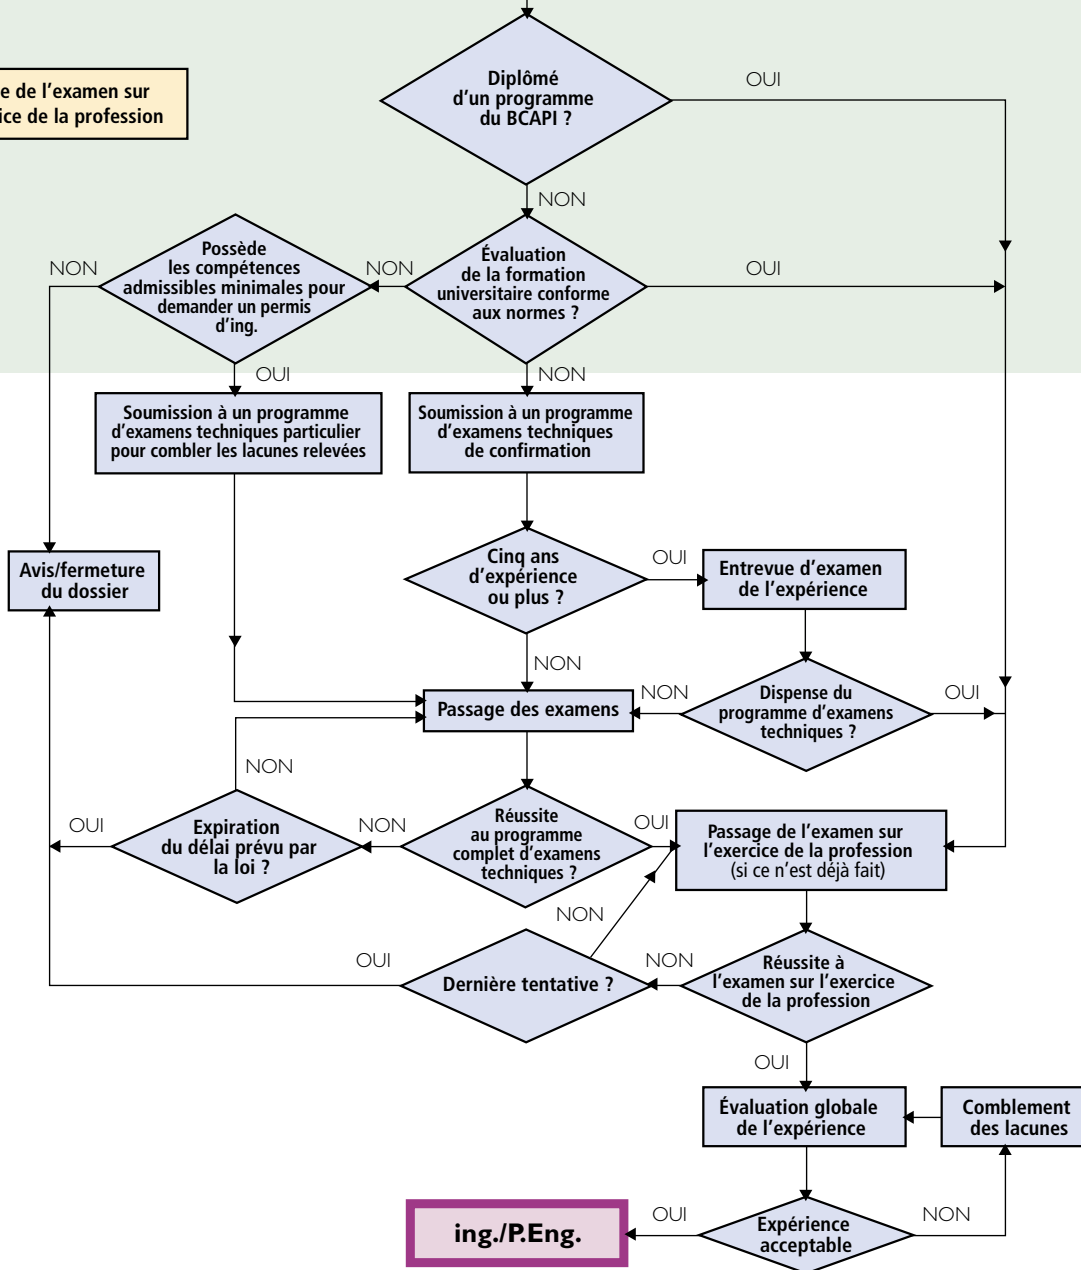 Diplômé
d'un programme
du BCAPI ?
OUI
e de l'examen sur
ice de la profession
NON
Possède
les compétences
admissibles minimales pour
demander un permis
d'ing.
NON
NON
Évaluation
de la formation
universitaire conforme
aux normes ?
OUI
OUI
NON
Soumission à un programme
d'examens techniques particulier
pour combler les lacunes relevées
Soumission à un programme
d'examens techniques
de confirmation
Avis/fermeture
du dossier
Cinq ans
d'expérience
ou plus ?
OUI
Entrevue d'examen
de l'expérience
NON
Passage des examens
NON
Dispense du
programme d'examens
techniques ?
OUI
NON
OUI
Expiration
du délai prévu par
la loi ?
NON
Réussite
au programme
complet d'examens
techniques ?
OUI
Passage de l'examen sur
l'exercice de la profession
(si ce n'est déjà fait)
NON
OUI
Dernière tentative ?
NON
Réussite à
l'examen sur l'exercice
de la profession
OUI
Évaluation globale
de l'expérience
Comblement
des lacunes
ing./P.Eng.
OUI
Expérience
acceptable
NON